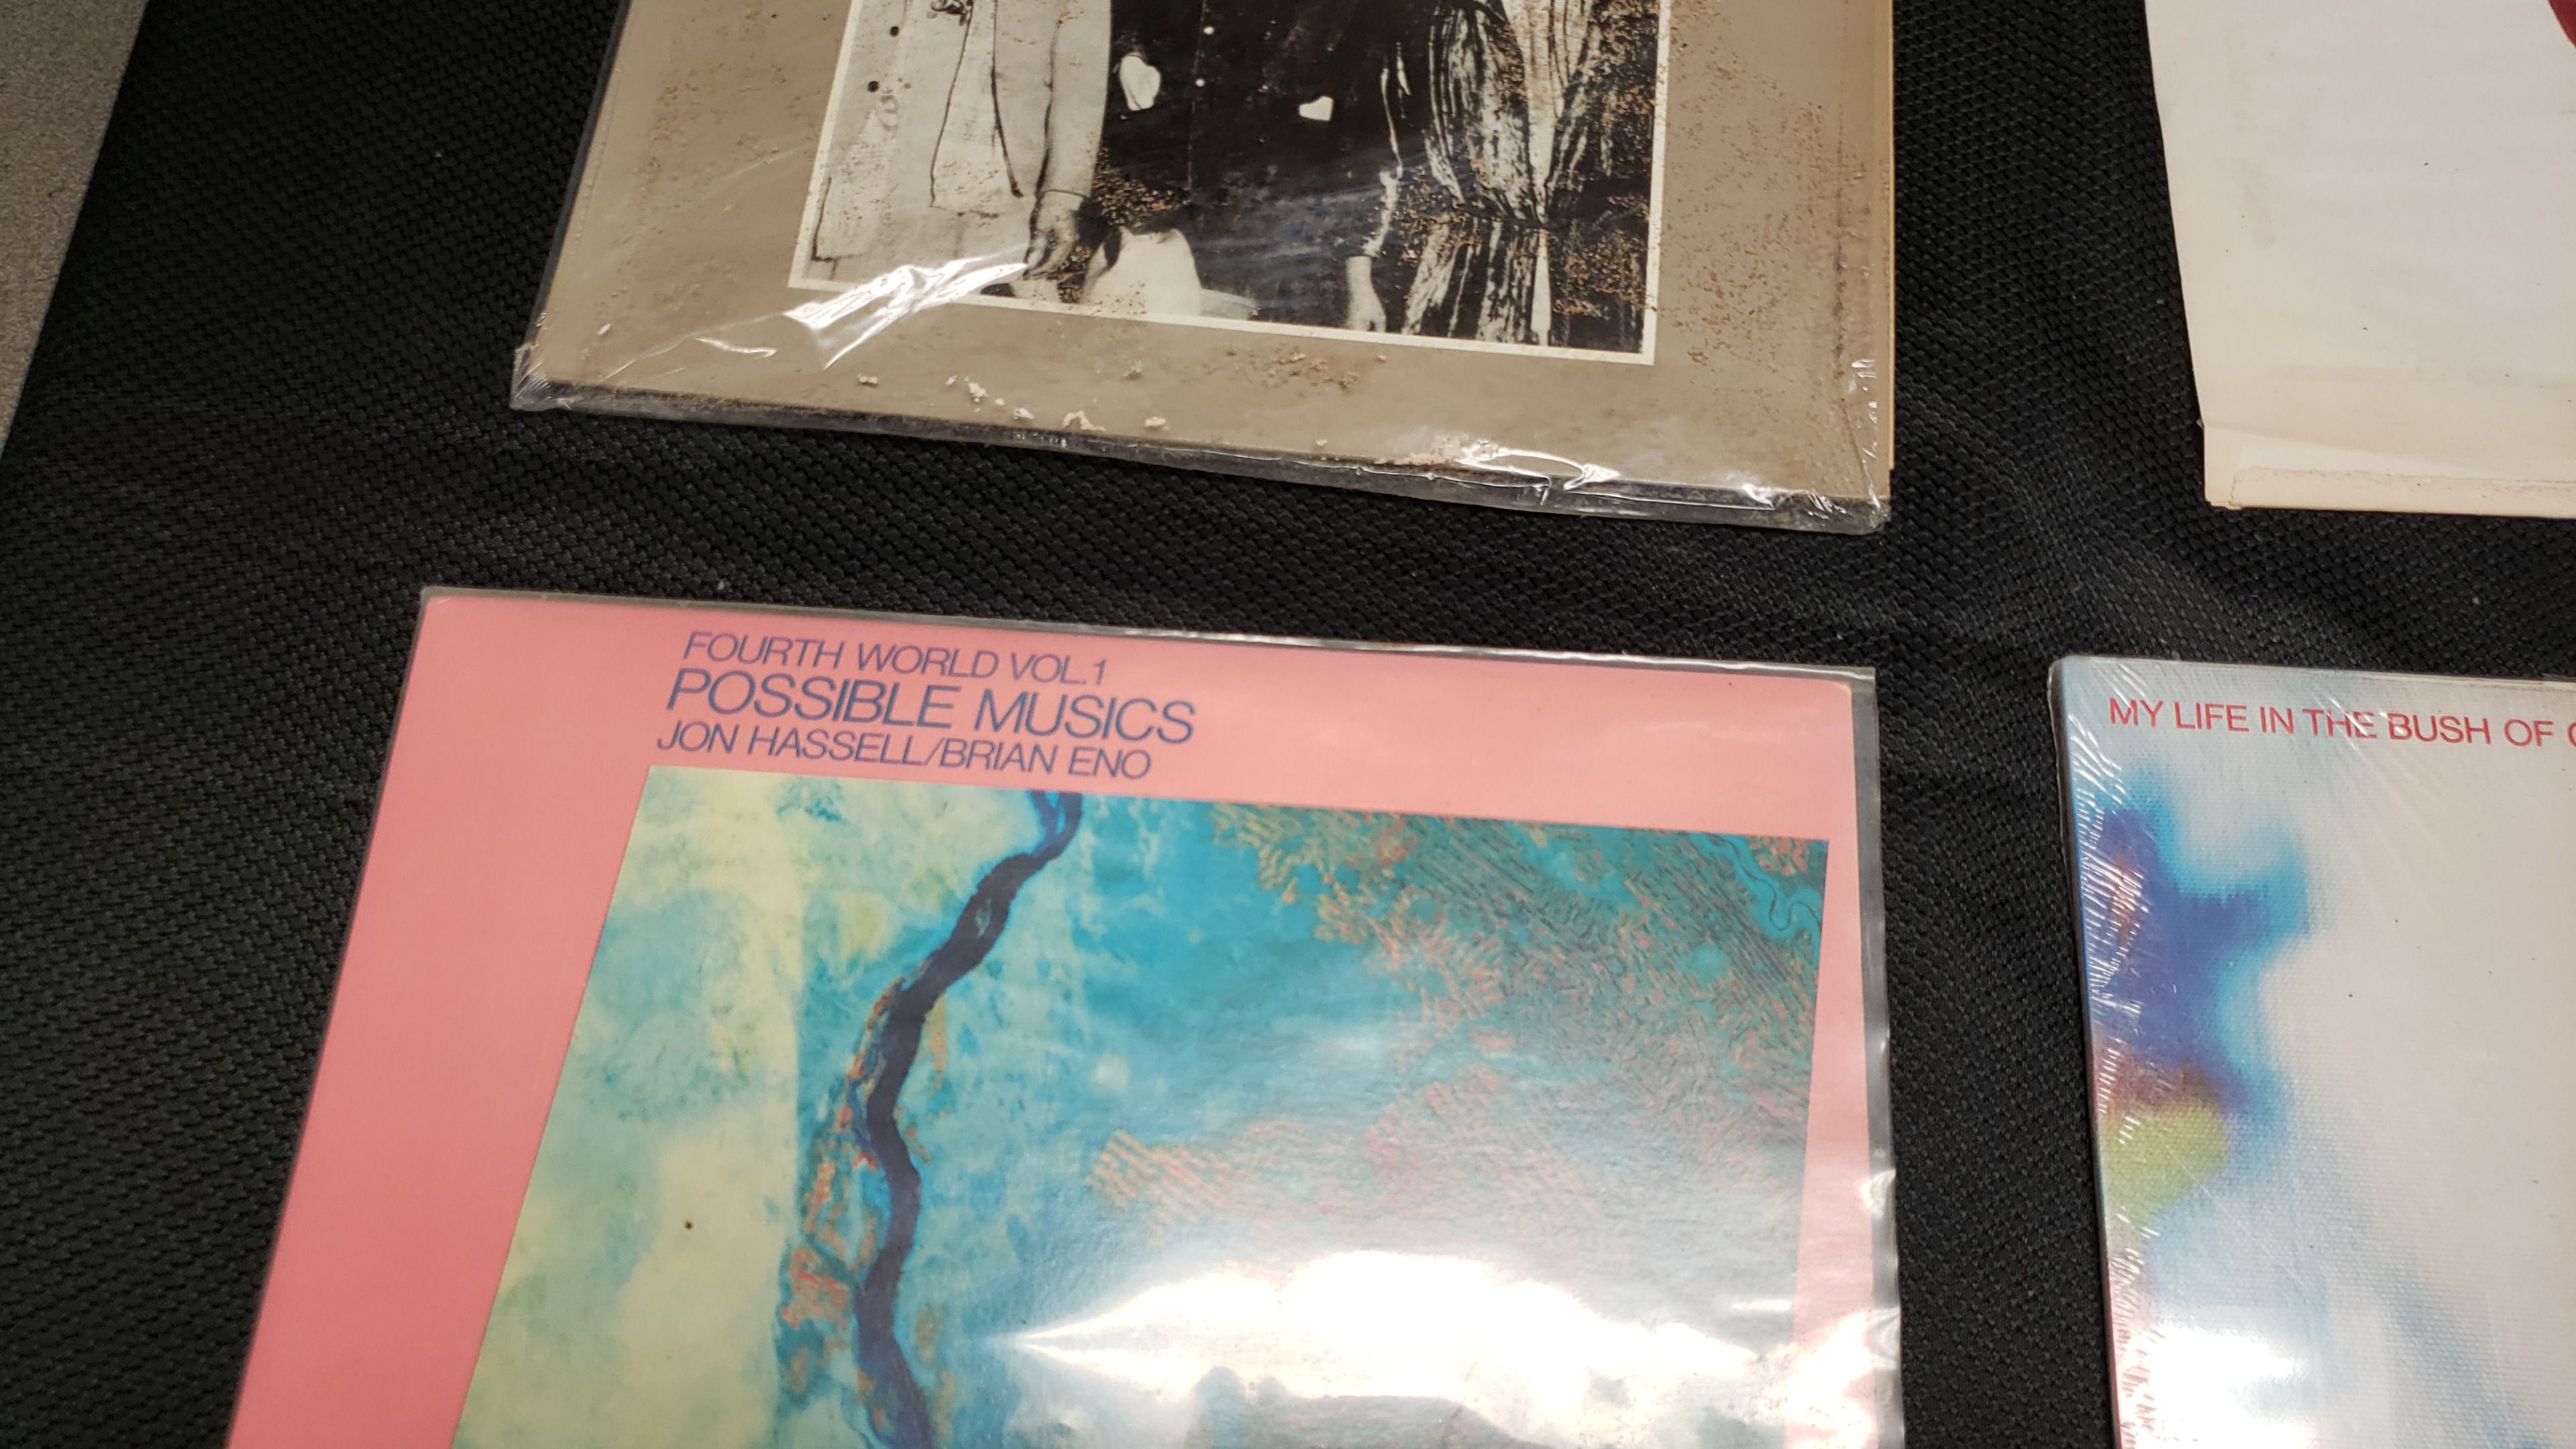 FOURTH WORLD VOL.1
POSSIBLE MUSICS
JON HASSELL/BRIAN ENO
MY LIFE IN THE BUSH OF